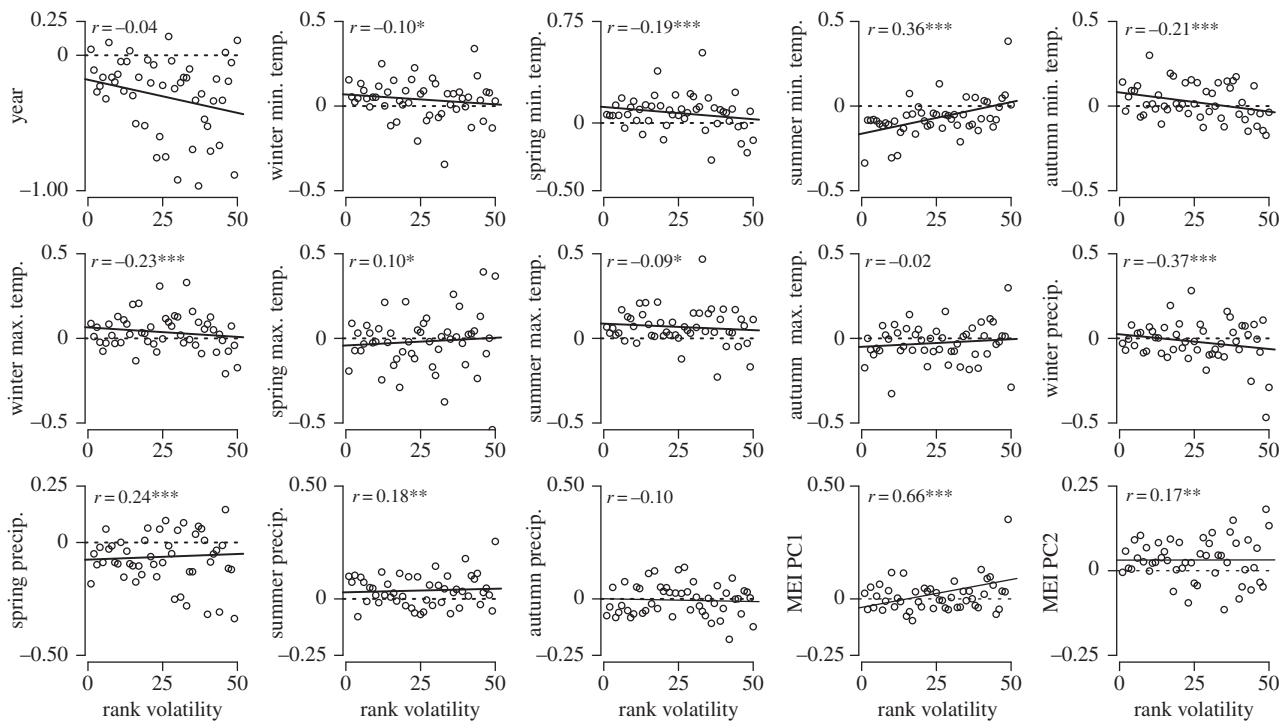 0.25
r = –0.04
0
year
–1.00
0 25 50
0.5
r = –0.10*
winter min. temp.
0
–0.5
0 25 50
0.75
r = –0.19***
spring min. temp.
0
–0.50
0 25 50
0.5
r = 0.36***
summer min. temp.
0
–0.5
0 25 50
0.5
r = –0.21***
autumn min. temp.
0
–0.5
0 25 50
0.5
r = –0.23***
winter max. temp.
0
–0.5
0 25 50
0.5
r = 0.10*
spring max. temp.
0
–0.5
0 25 50
0.5
r = –0.09*
summer max. temp.
0
–0.5
0 25 50
0.5
r = –0.02
autumn max. temp.
0
–0.5
0 25 50
0.5
r = –0.37***
winter precip.
0
–0.5
0 25 50
0.25
r = 0.24***
spring precip.
0
–0.50
0 25 50
rank volatility
0.50
r = 0.18**
summer precip.
0
–0.25
0 25 50
rank volatility
0.50
r = –0.10
autumn precip.
0
–0.25
0 25 50
rank volatility
0.50
r = 0.66***
MEI PC1
0
–0.25
0 25 50
rank volatility
0.25
r = 0.17**
MEI PC2
0
–0.25
0 25 50
rank volatility